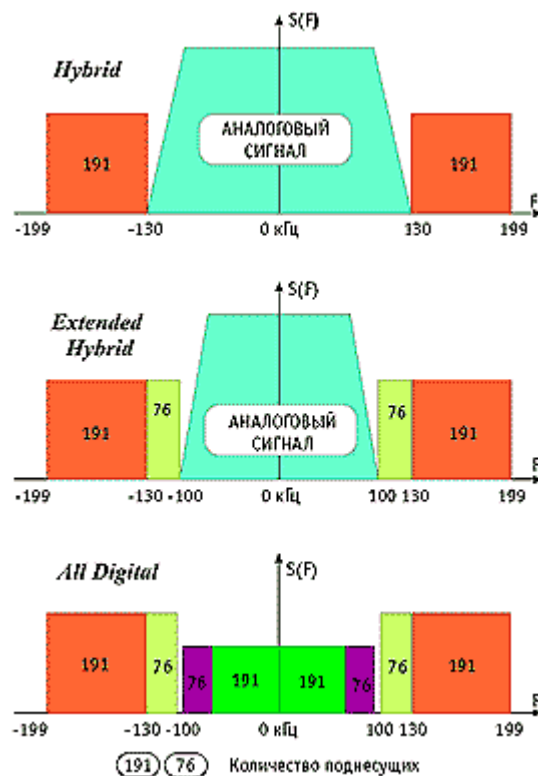 S(F)
Hybrid
АНАЛОГОВЫЙ
СИГНАЛ
191
191
F
-199
-130
0 кГц
130
199
S(F)
Extended
Hybrid
76
76
191
АНАЛОГОВЫЙ
СИГНАЛ
191
F
-199
-130
-100
0 кГц
100
130
199
All Digital
S(F)
191
76
76
191
191
76
76
191
F
-199
-130
-100
0 кГц
100
130
199
191 76 Количество поднесущих